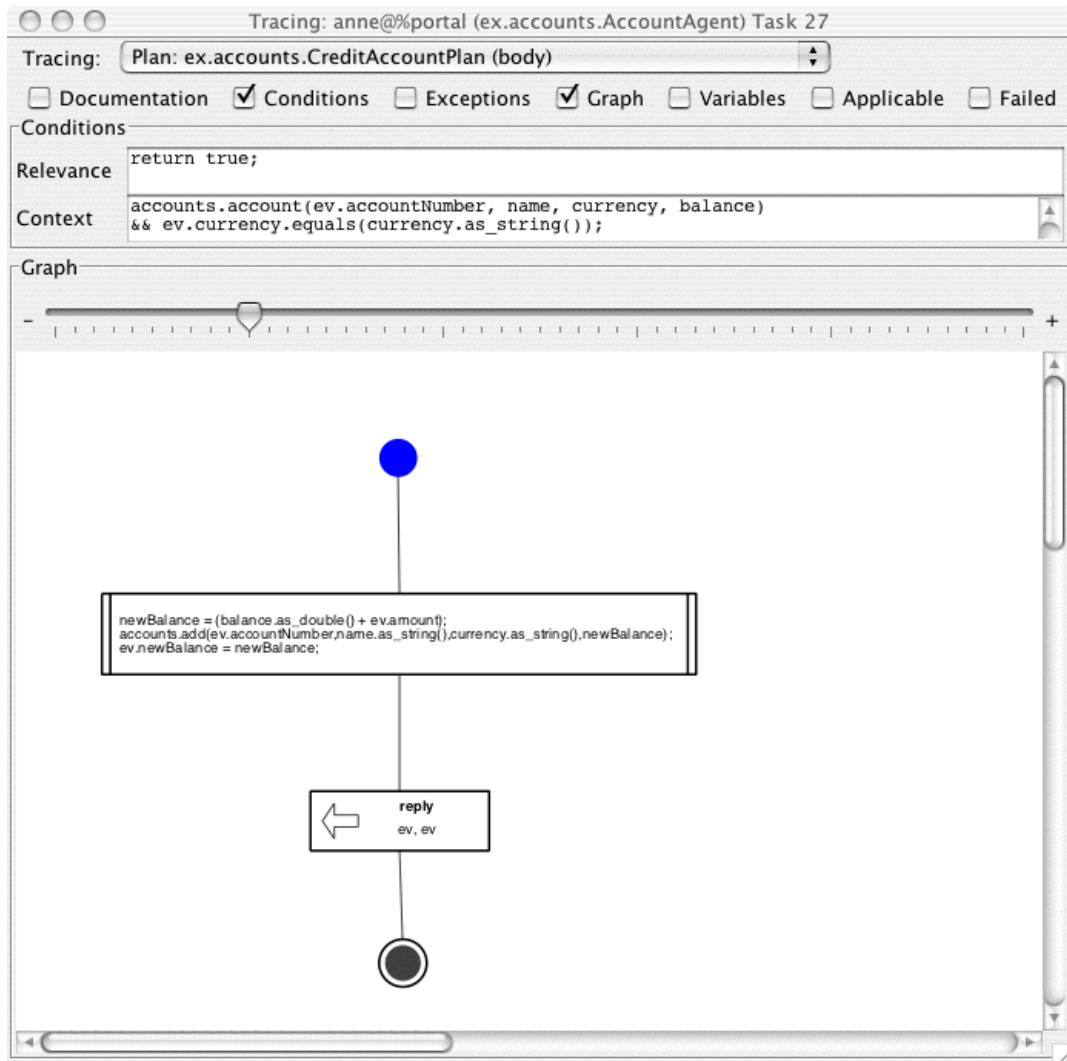 Tracing: anne@%portal (ex.accounts.AccountAgent) Task 27
Tracing: Plan: ex.accounts.CreditAccountPlan (body)
Documentation Conditions Exceptions Graph Variables Applicable Failed
Conditions
Relevance return true;
Context accounts.account(ev.accountNumber, name, currency, balance)
&& ev.currency.equals(currency.as_string());
Graph
- +
newBalance = (balance.as_double() + ev.amount);
accounts.add(ev.accountNumber,name.as_string(),currency.as_string(),newBalance);
ev.newBalance = newBalance;
reply
ev, ev